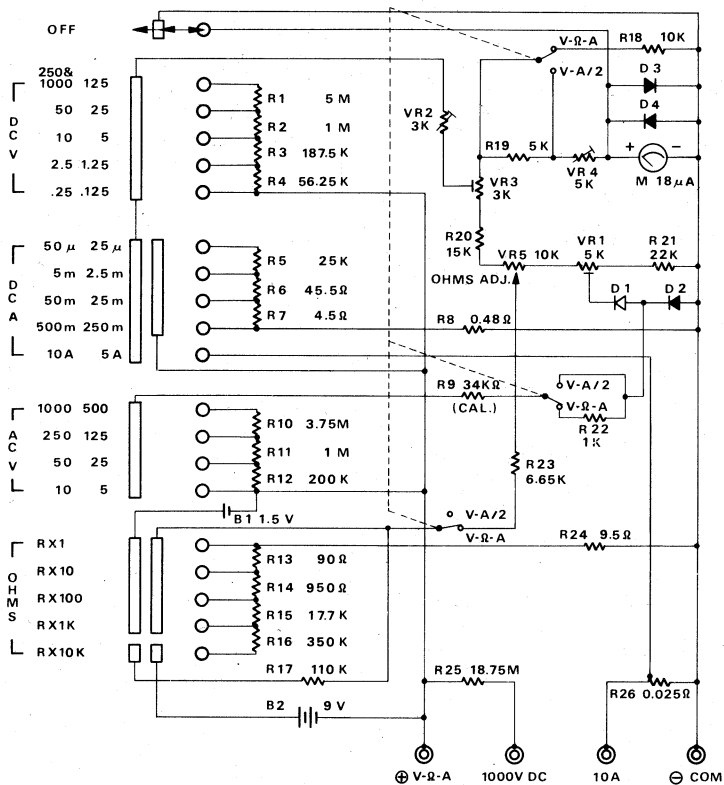 OFF
V-Ω-A
R18 10K
V-A/2
D 3
D 4
250&
1000 125
50 25
10 5
2.5 1.25
.25 .125
D C V
R1 5 M
R2 1 M
R3 187.5 K
R4 56.25K
VR2
3K
R19 5 K
VR 4
5K
+ −
M 18μA
VR3
3K
R20
15K
VR5 10K
OHMS ADJ.
VR1
5 K
R 21
22K
D 1
D 2
50 μ 25 μ
5 m 2.5 m
50 m 25 m
500 m 250 m
10 A 5 A
D C A
R5 25K
R6 45.5Ω
R7 4.5Ω
R8 0.48Ω
R9 34KΩ
(CAL.)
V-A/2
V-Ω-A
R 22
1K
1000 500
250 125
50 25
10 5
A C V
R10 3.75M
R11 1 M
R12 200 K
R23
6.65K
B1 1.5 V
V-A/2
V-Ω-A
R24 9.5Ω
RX1
RX10
RX100
RX1K
RX10K
O H M S
R13 90Ω
R14 950Ω
R15 17.7 K
R16 350 K
R17 110 K
R25 18.75M
R26 0.025Ω
B2 9 V
⊕ V-Ω-A
1000V DC
10A
⊖ COM